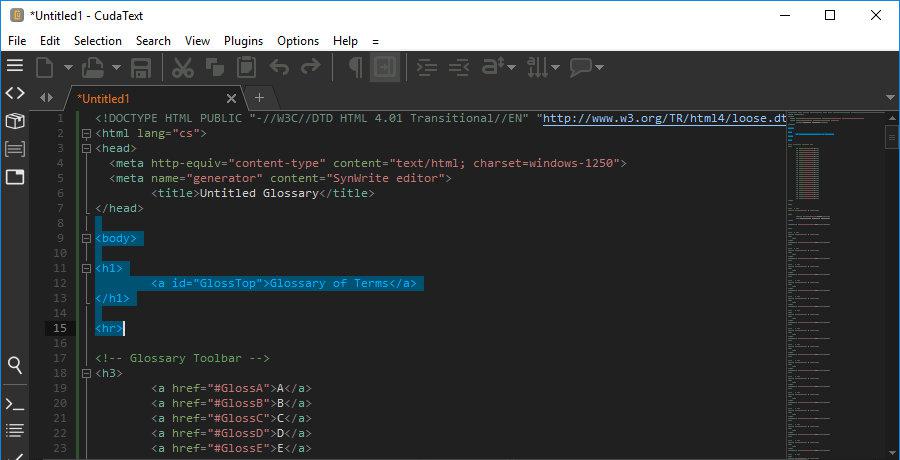 *Untitled1 - CudaText
File Edit Selection Search View Plugins Options Help =
*Untitled1
1 <!DOCTYPE HTML PUBLIC "-//W3C//DTD HTML 4.01 Transitional//EN" "http://www.w3.org/TR/html4/loose.dt
2 <html lang="cs">
3 <head>
4 <meta http-equiv="content-type" content="text/html; charset=windows-1250">
5 <meta name="generator" content="SynWrite editor">
6 <title>Untitled Glossary</title>
7 </head>
8
9 <body>
10
11 <h1>
12 <a id="GlossTop">Glossary of Terms</a>
13 </h1>
14
15 <hr>
16
17 <!-- Glossary Toolbar -->
18 <h3>
19 <a href="#GlossA">A</a>
20 <a href="#GlossB">B</a>
21 <a href="#GlossC">C</a>
22 <a href="#GlossD">D</a>
23 <a href="#GlossE">E</a>